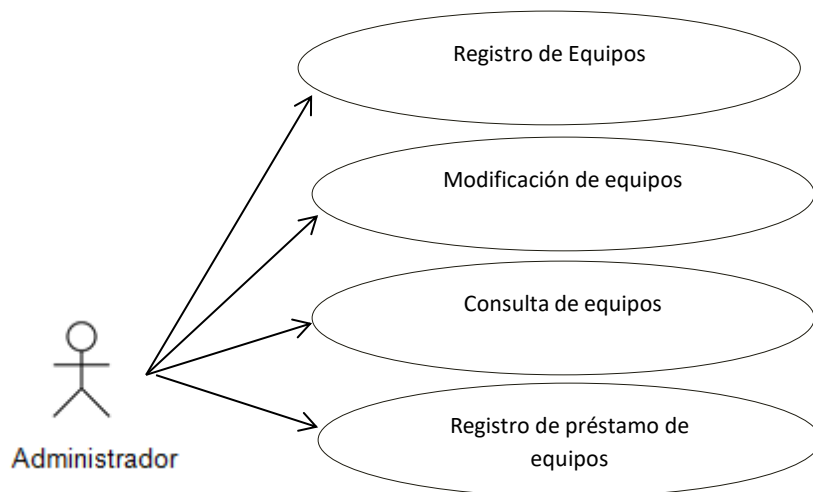 Registro de Equipos
Modificación de equipos
Consulta de equipos
Registro de préstamo de
equipos
Administrador